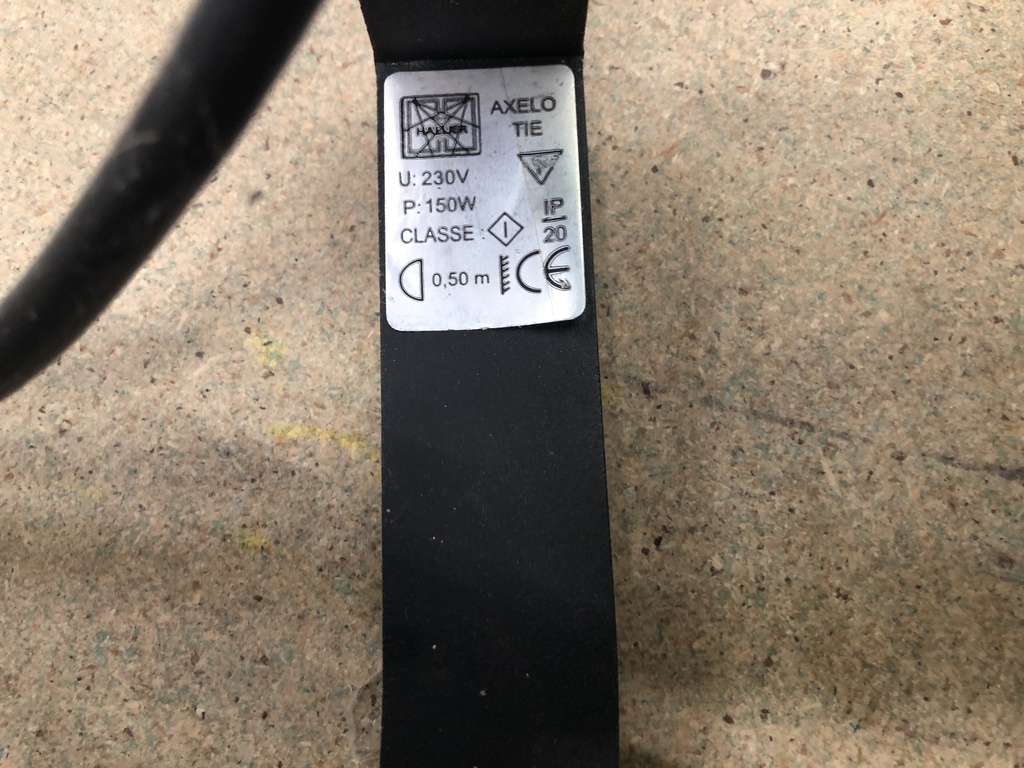 HALLIER
AXELO
TIE
U: 230V
P: 150W
IP
20
CLASSE : I
0,50 m
CE